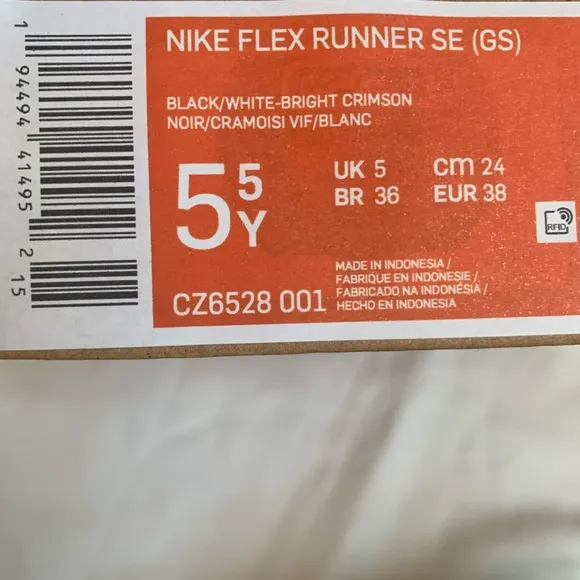 NIKE FLEX RUNNER SE (GS)
BLACK/WHITE-BRIGHT CRIMSON
NOIR/CRAMOISI VIF/BLANC
5 5Y
UK 5 cm 24
BR 36 EUR 38
RFID
MADE IN INDONESIA /
FABRIQUE EN INDONESIE /
FABRICADO NA INDONÉSIA /
HECHO EN INDONESIA
CZ6528 001
1 94494 41495 2 15